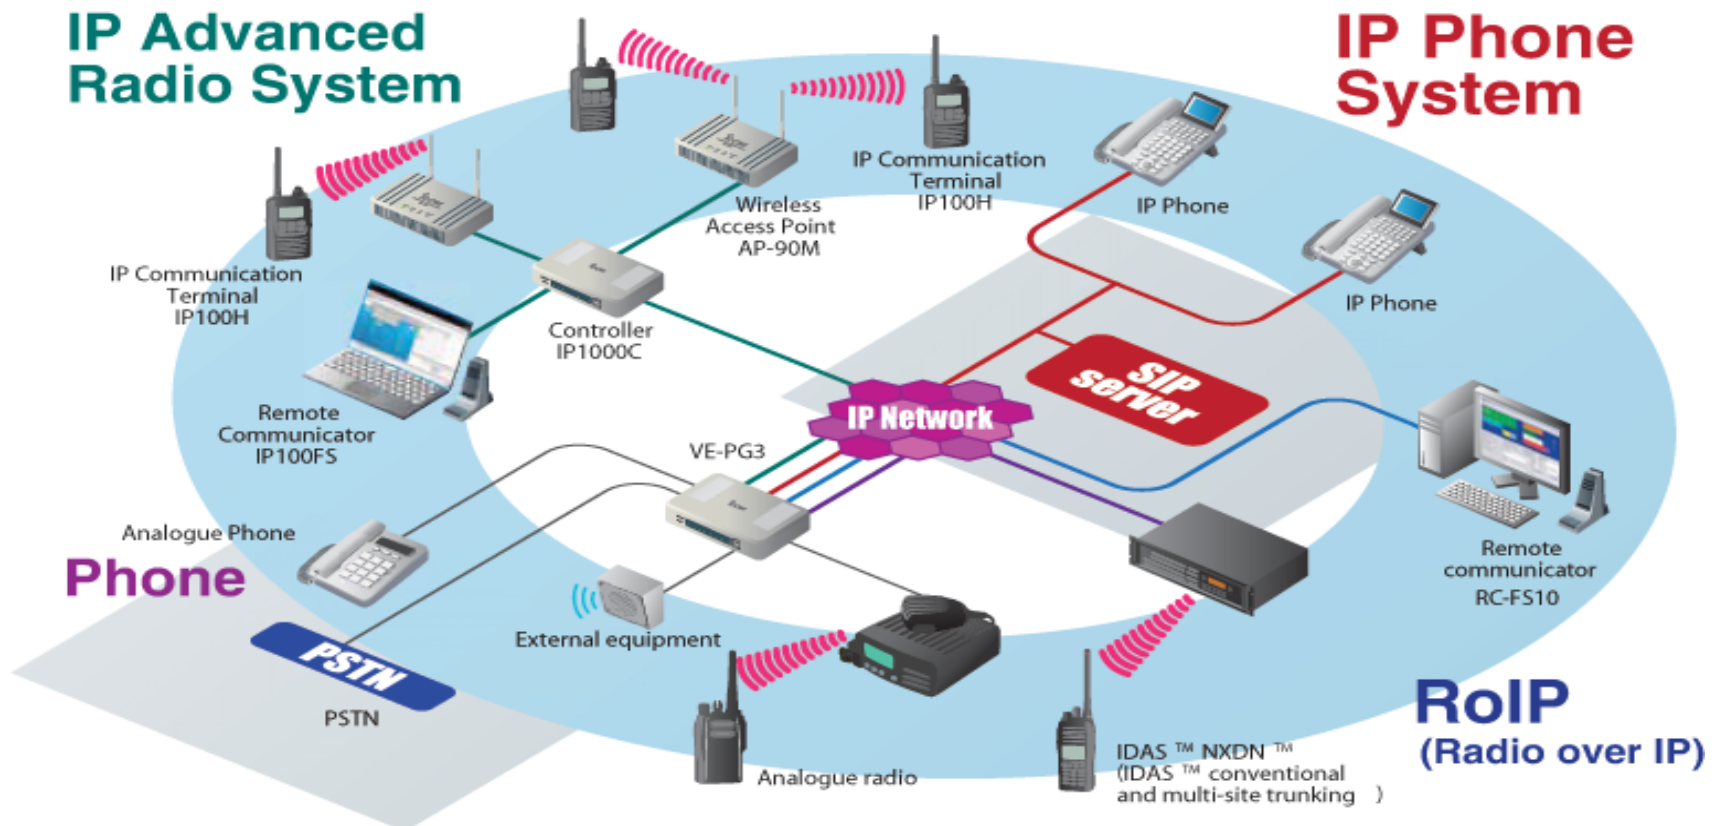 IP Advanced
Radio System
IP Phone
System
IP Communication
Terminal
IP100H
Wireless
Access Point
AP-90M
IP Phone
IP Communication
Terminal
IP100H
IP Phone
Controller
IP1000C
SIP
server
Remote
Communicator
IP100FS
IP Network
VE-PG3
Analogue Phone
Phone
Remote
communicator
RC-FS10
External equipment
PSTN
PSTN
RoIP
(Radio over IP)
Analogue radio
IDAS ™ NXDN ™
(IDAS ™ conventional
and multi-site trunking )